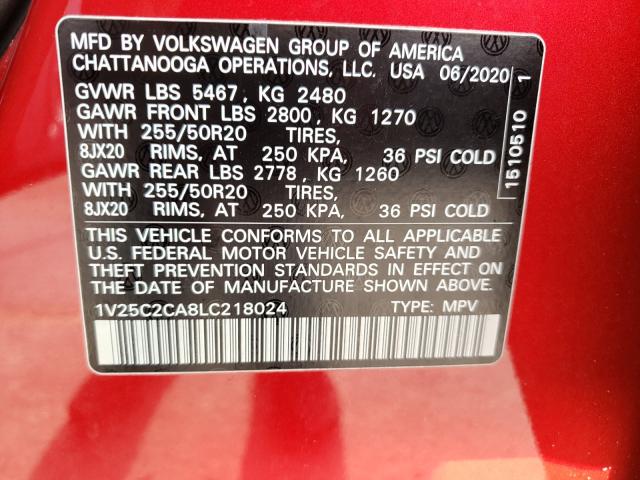 MFD BY VOLKSWAGEN GROUP OF AMERICA
CHATTANOOGA OPERATIONS, LLC. USA 06/2020
GVWR LBS 5467, KG 2480
GAWR FRONT LBS 2800, KG 1270
WITH 255/50R20 TIRES,
8JX20 RIMS, AT 250 KPA, 36 PSI COLD
GAWR REAR LBS 2778, KG 1260
WITH 255/50R20 TIRES,
8JX20 RIMS, AT 250 KPA, 36 PSI COLD
THIS VEHICLE CONFORMS TO ALL APPLICABLE
U.S. FEDERAL MOTOR VEHICLE SAFETY AND
THEFT PREVENTION STANDARDS IN EFFECT ON
THE DATE OF MANUFACTURE SHOWN ABOVE.
1V25C2CA8LC218024 TYPE: MPV
1510510 1